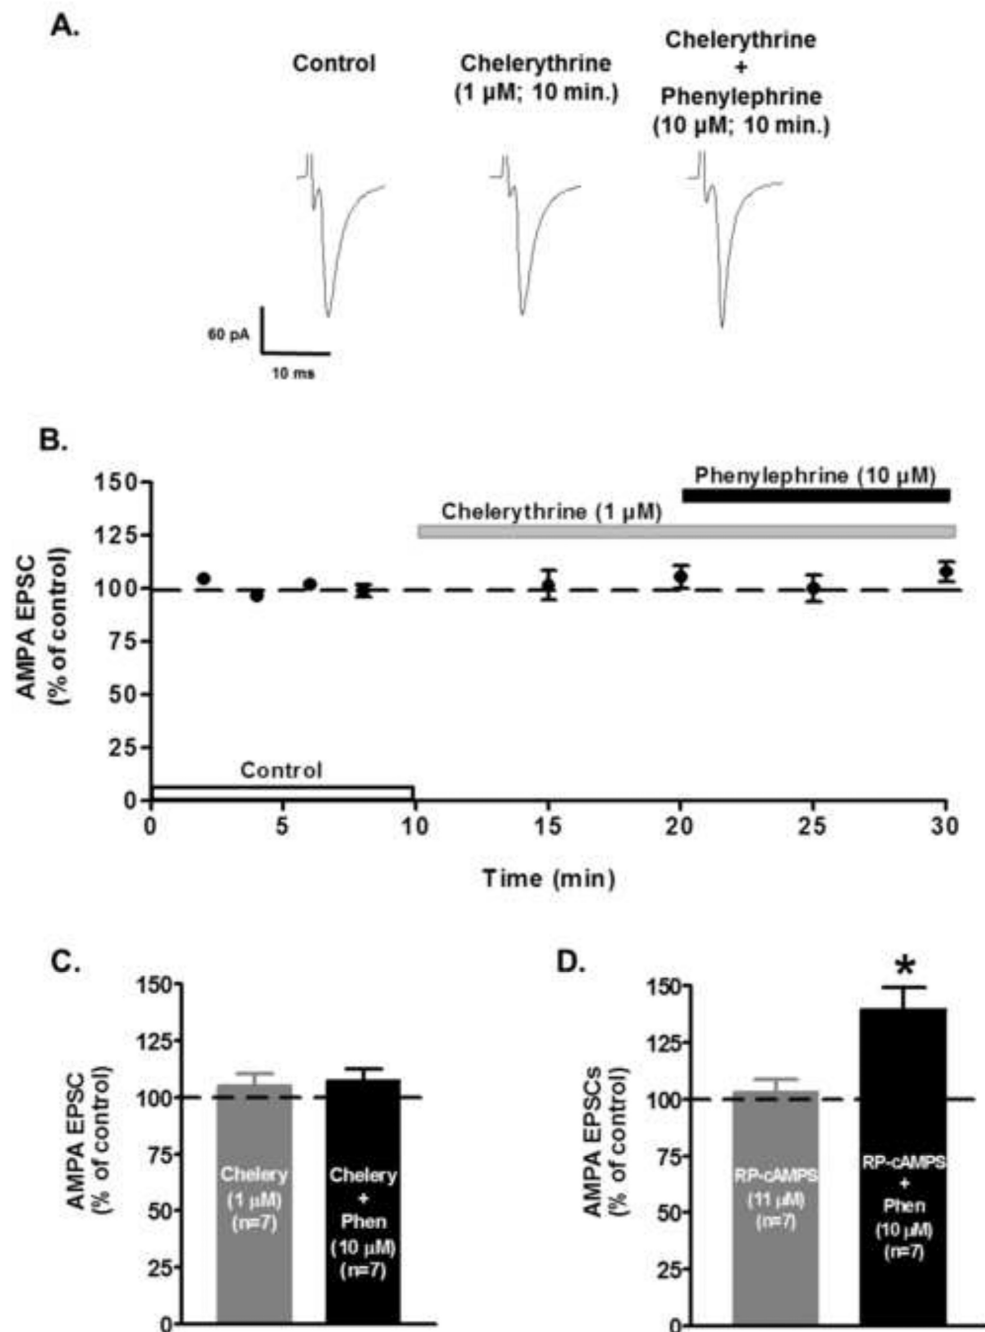 A.
Control
Chelerythrine
(1 µM; 10 min.)
Chelerythrine
+
Phenylephrine
(10 µM; 10 min.)
60 pA
10 ms
B.
AMPA EPSC
(% of control)
150
125
100
75
50
25
0
Phenylephrine (10 µM)
Chelerythrine (1 µM)
Control
0
5
10
15
20
25
30
Time (min)
C.
AMPA EPSC
(% of control)
150
125
100
75
50
25
0
Chelery
(1 µM)
(n=7)
Chelery
+
Phen
(10 µM)
(n=7)
D.
AMPA EPSCs
(% of control)
150
125
100
75
50
25
0
*
RP-cAMPS
(11 µM)
(n=7)
RP-cAMPS
+
Phen
(10 µM)
(n=7)